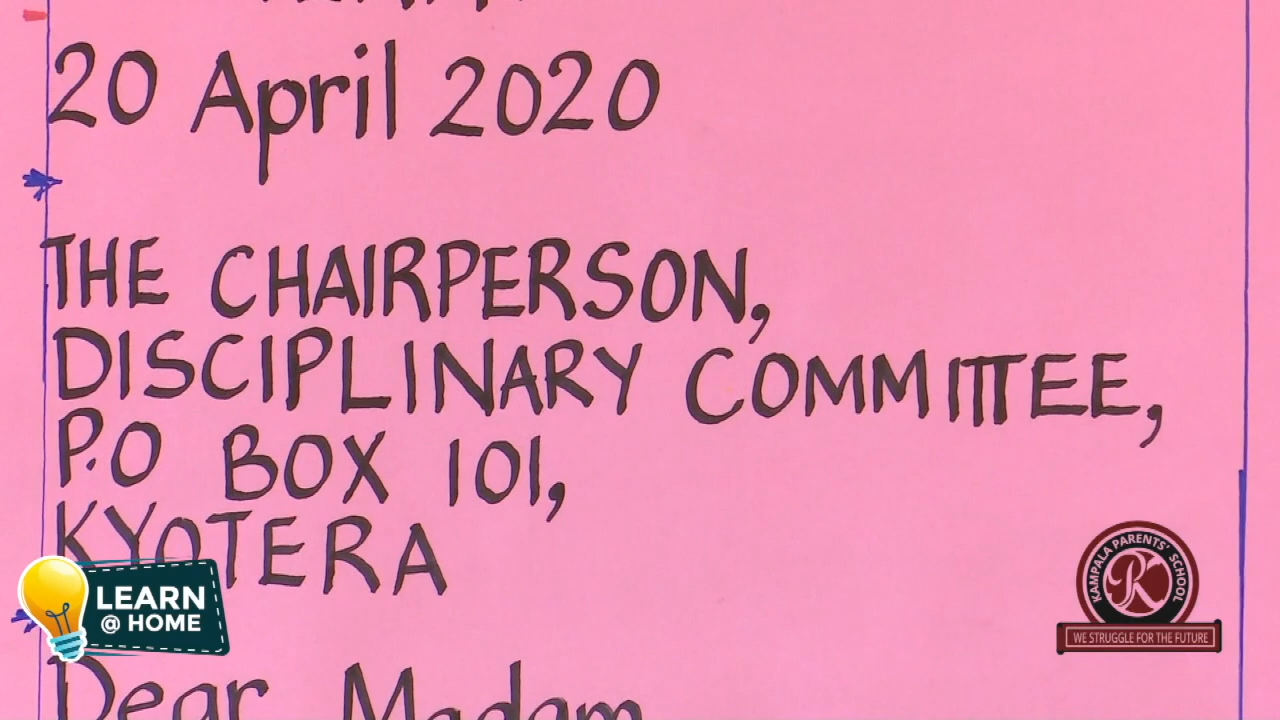 20 April 2020
THE CHAIRPERSON,
DISCIPLINARY COMMITTEE,
P.O BOX 101,
KYOTERA
Dear Madam
LEARN
@ HOME
KAMPALA PARENTS' SCHOOL
WE STRUGGLE FOR THE FUTURE